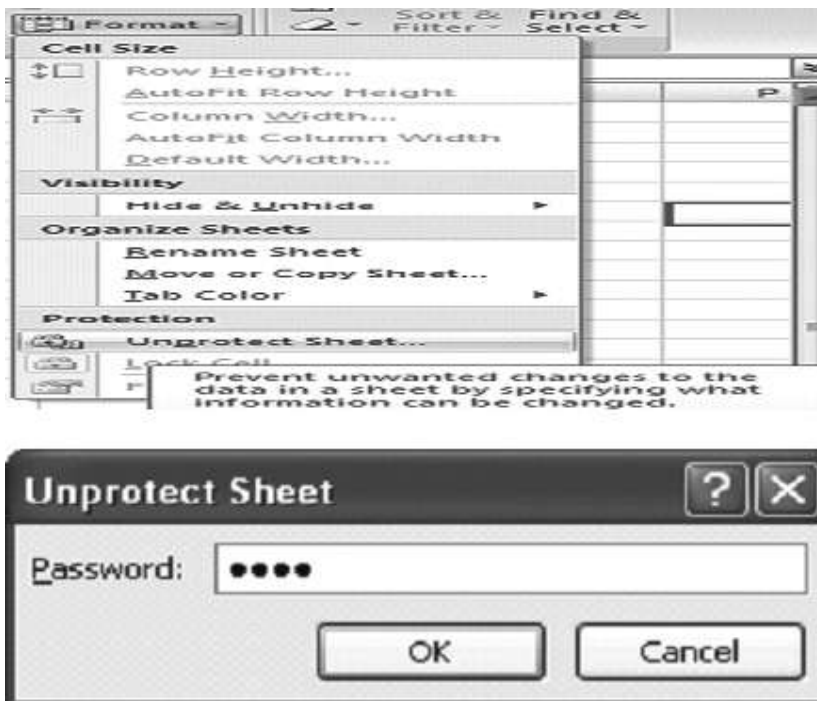 Format
Sort & Find &
Filter Select
Cell Size
Row Height...
AutoFit Row Height
Column Width...
AutoFit Column Width
Default Width...
Visibility
Hide & Unhide
Organize Sheets
Rename Sheet
Move or Copy Sheet...
Tab Color
Protection
Unprotect Sheet...
Lock Cell
Prevent unwanted changes to the
data in a sheet by specifying what
information can be changed.
P
Unprotect Sheet
Password: ••••
OK Cancel